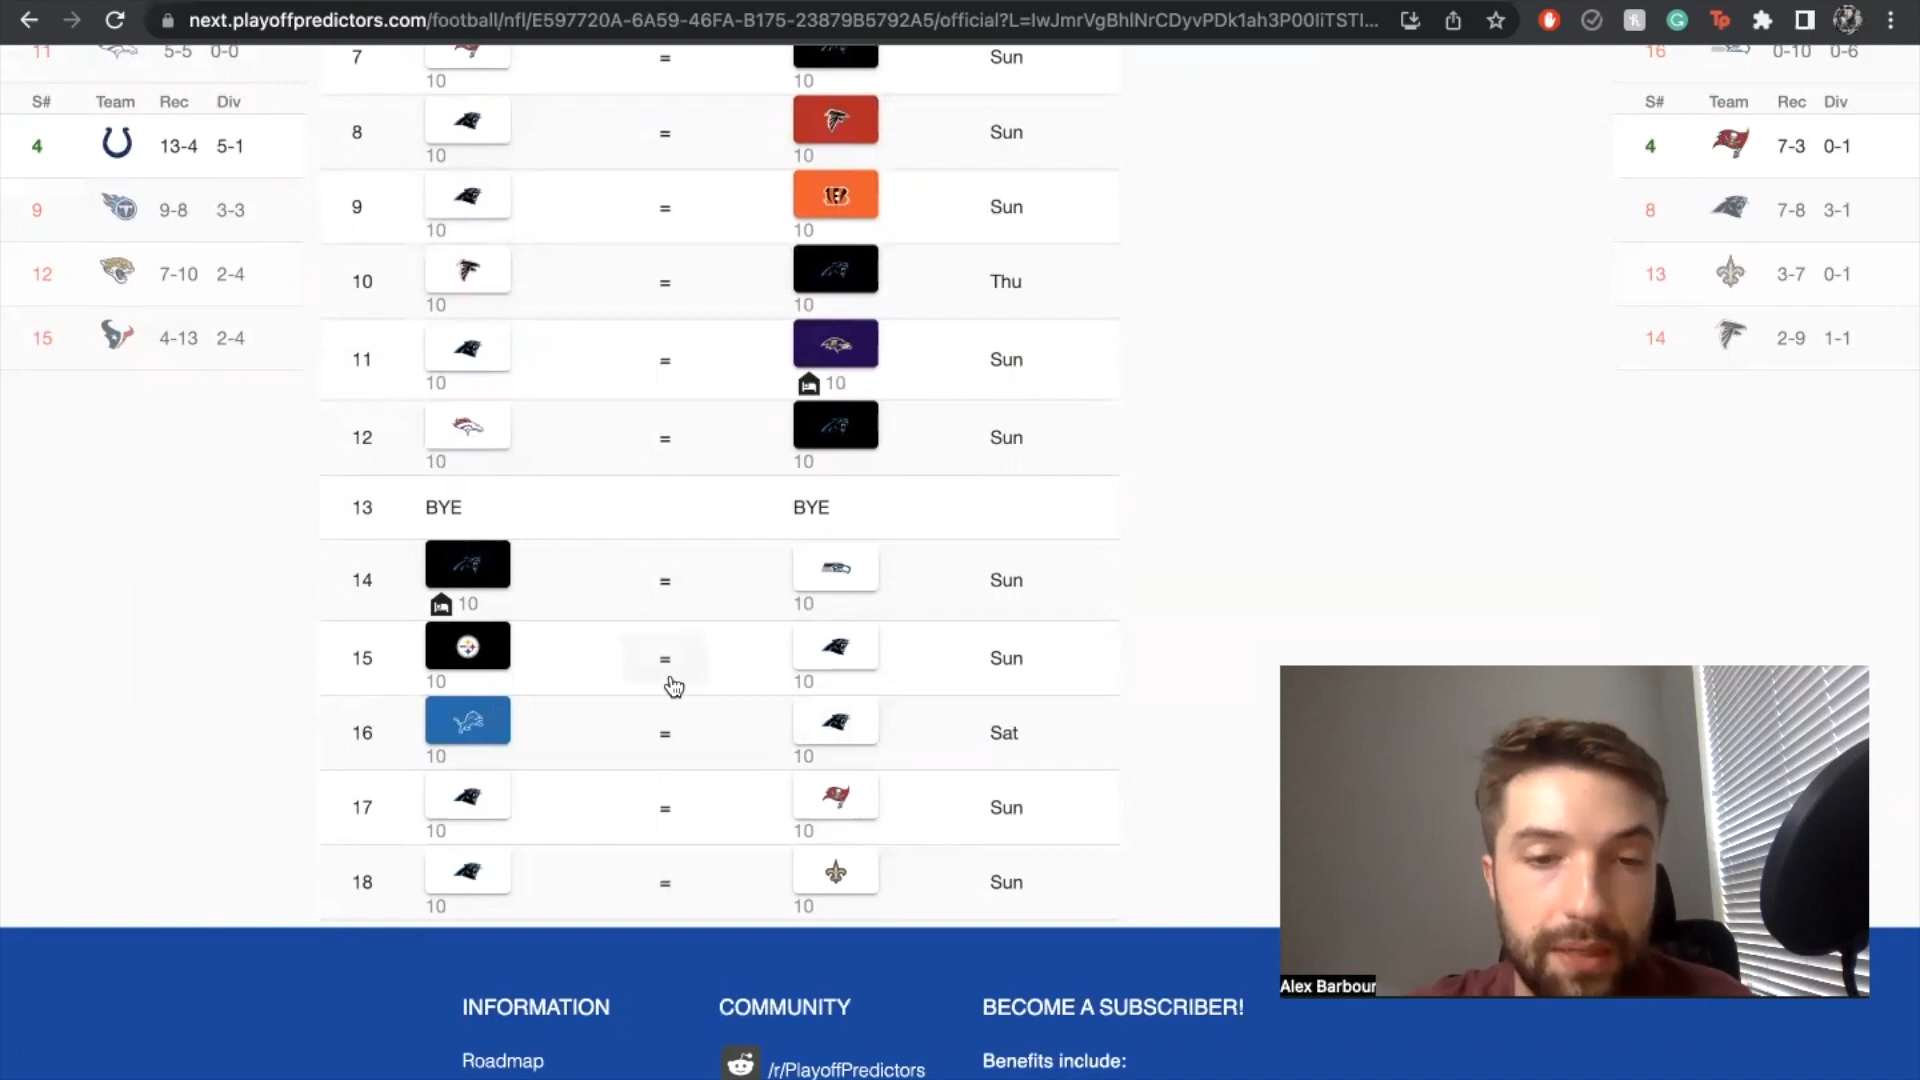 next.playoffpredictors.com/football/nfl/E597720A-6A59-46FA-B175-23879B5792A5/official?L=IwJmrVgBhlNrCDyvPDk1ah3P00IiTSTI...
11 5-5 0-0
S# Team Rec Div
4 13-4 5-1
9 9-8 3-3
12 7-10 2-4
15 4-13 2-4
7 = Sun
10 10
8 = Sun
10 10
9 = Sun
10 10
10 = Thu
10 10
11 = Sun
10 10
12 = Sun
10 10
13 BYE BYE
14 = Sun
10 10
15 = Sun
10 10
16 = Sat
10 10
17 = Sun
10 10
18 = Sun
10 10
16 0-10 0-6
S# Team Rec Div
4 7-3 0-1
8 7-8 3-1
13 3-7 0-1
14 2-9 1-1
Alex Barbour
INFORMATION
Roadmap
COMMUNITY
/r/PlayoffPredictors
BECOME A SUBSCRIBER!
Benefits include: